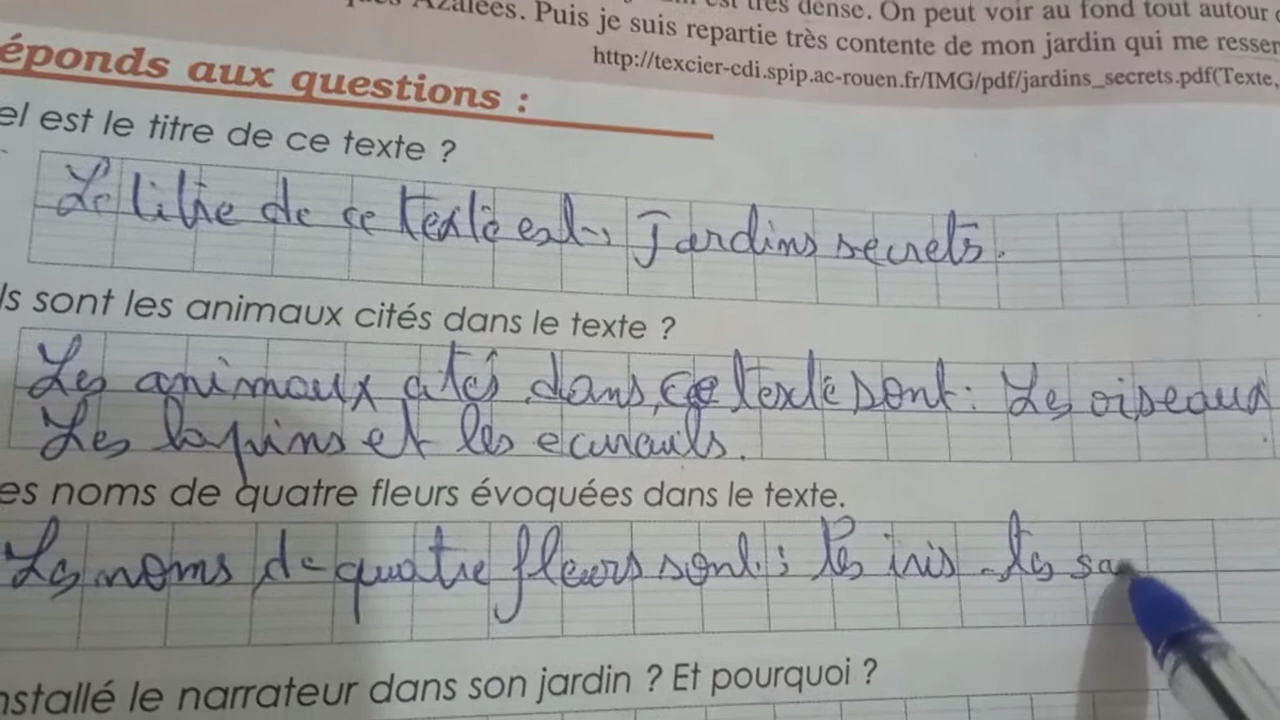 Azalées. Puis je suis repartie très contente de mon jardin qui me resser
est très dense. On peut voir au fond tout autour
http://texcier-cdi.spip.ac-rouen.fr/IMG/pdf/jardins_secrets.pdf(Texte,
éponds aux questions :
el est le titre de ce texte ?
Le titre de ce texte est : Jardins secrets.
ls sont les animaux cités dans le texte ?
Les animaux cités dans ce texte sont : Les oiseaux
Les lapins et les ecureuils.
es noms de quatre fleurs évoquées dans le texte.
Les noms de quatre fleurs sont : les iris - les sa
nstallé le narrateur dans son jardin ? Et pourquoi ?